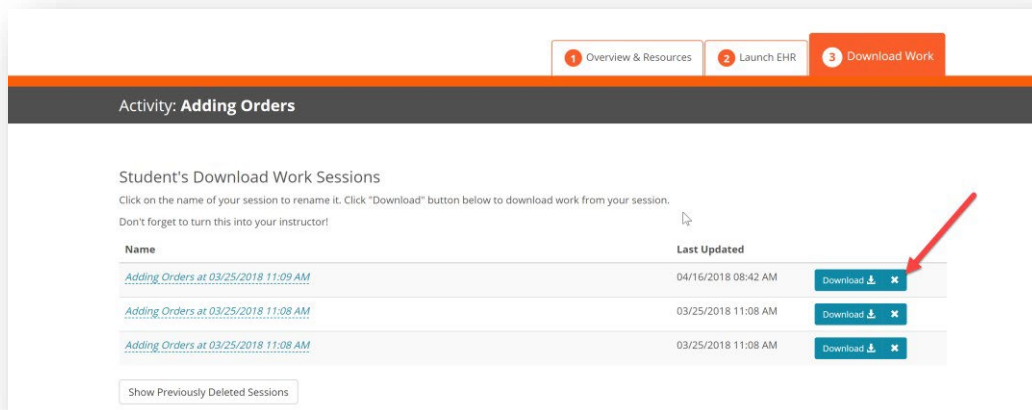 1 Overview & Resources
2 Launch EHR
3 Download Work
Activity: Adding Orders
Student's Download Work Sessions
Click on the name of your session to rename it. Click "Download" button below to download work from your session.
Don't forget to turn this into your instructor!
Name Last Updated
Adding Orders at 03/25/2018 11:09 AM 04/16/2018 08:42 AM Download
Adding Orders at 03/25/2018 11:08 AM 03/25/2018 11:08 AM Download
Adding Orders at 03/25/2018 11:08 AM 03/25/2018 11:08 AM Download
Show Previously Deleted Sessions